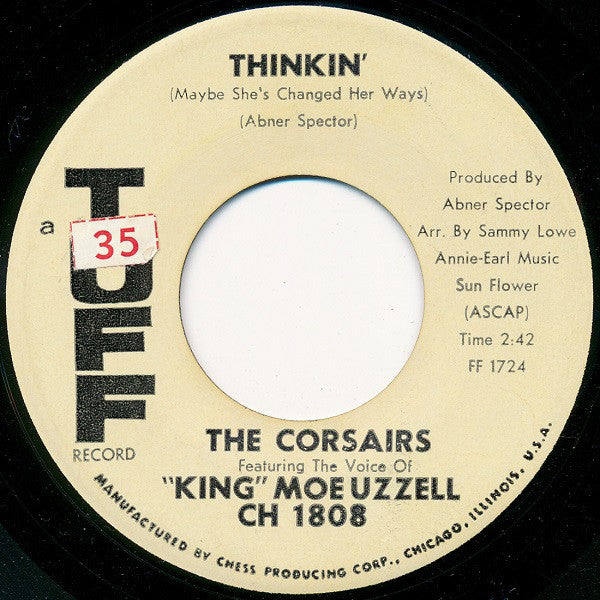 THINKIN'
(Maybe She's Changed Her Ways)
(Abner Spector)
a
TUFF
35
RECORD
Produced By
Abner Spector
Arr. By Sammy Lowe
Annie-Earl Music
Sun Flower
(ASCAP)
Time 2:42
FF 1724
THE CORSAIRS
Featuring The Voice Of
"KING" MOE UZZELL
CH 1808
MANUFACTURED BY CHESS PRODUCING CORP., CHICAGO, ILLINOIS, U.S.A.